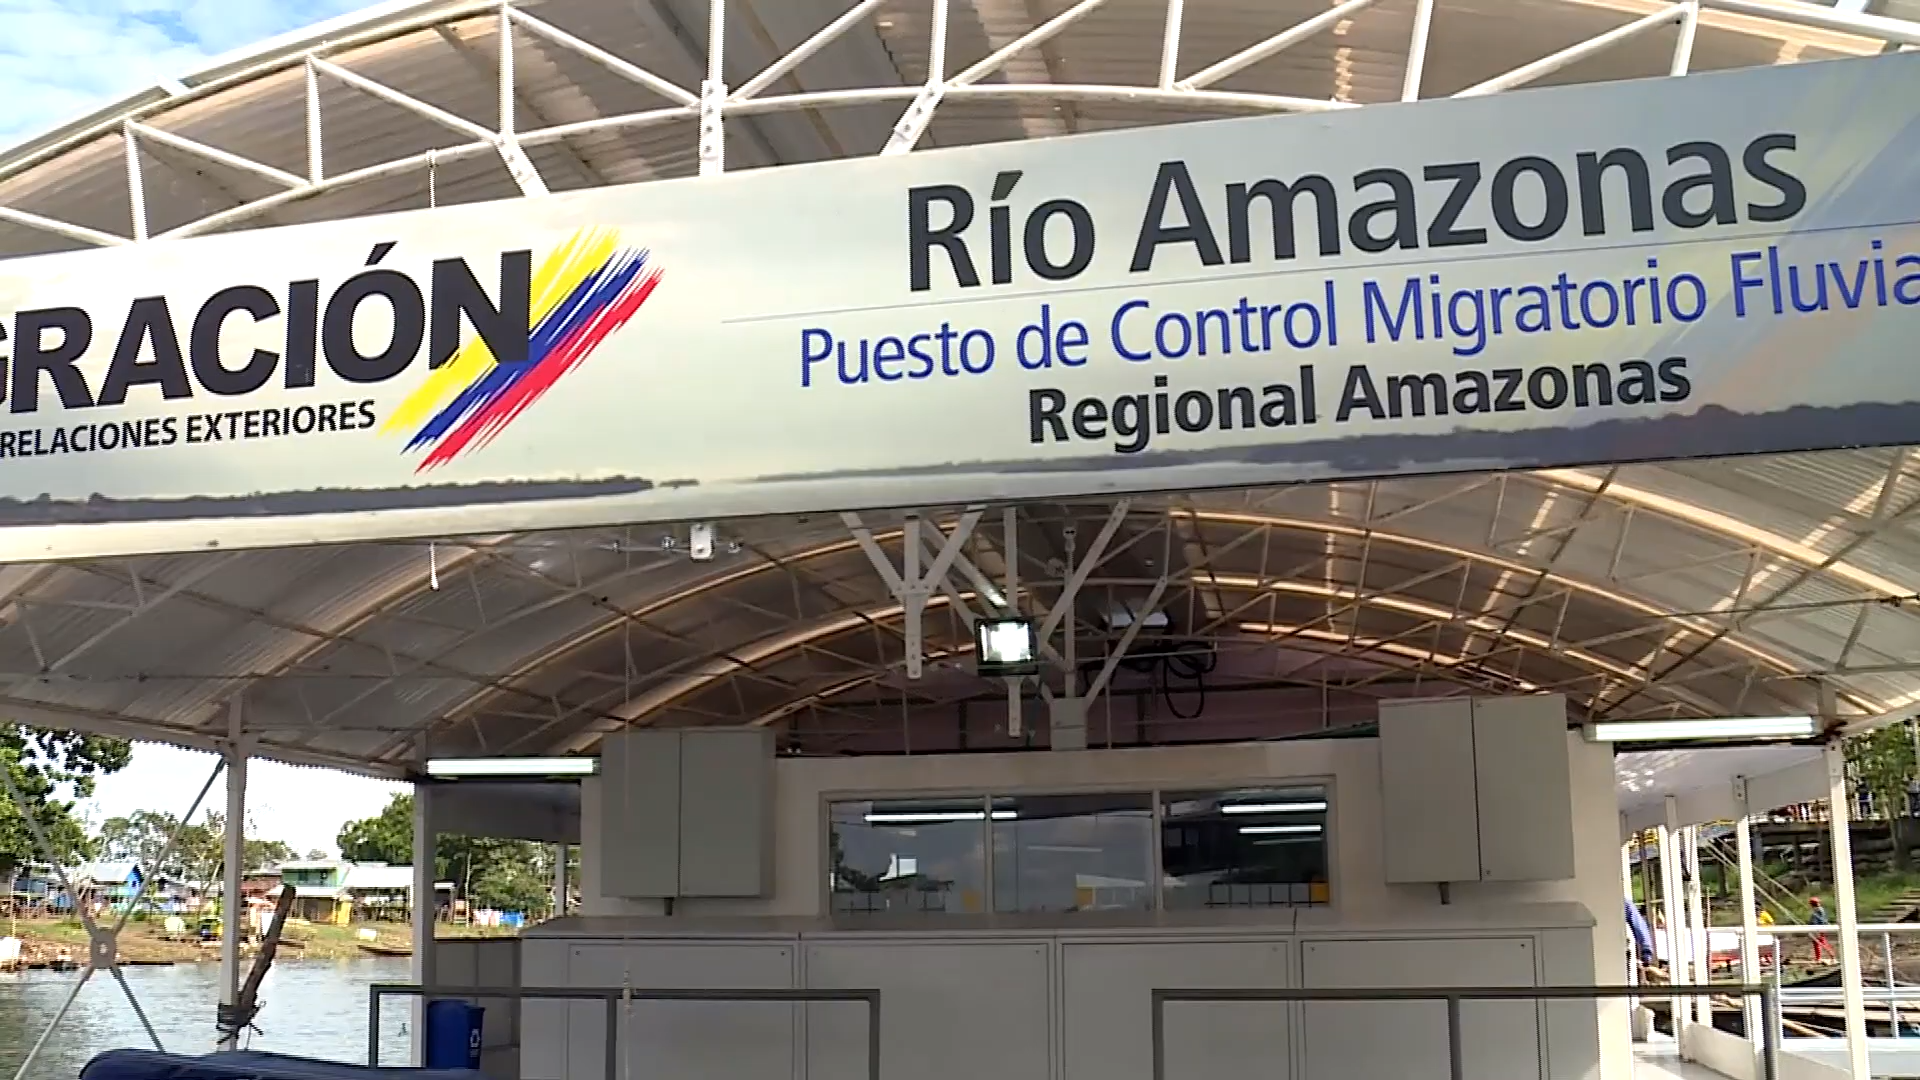 GRACIÓN
RELACIONES EXTERIORES
Río Amazonas
Puesto de Control Migratorio Fluvia
Regional Amazonas